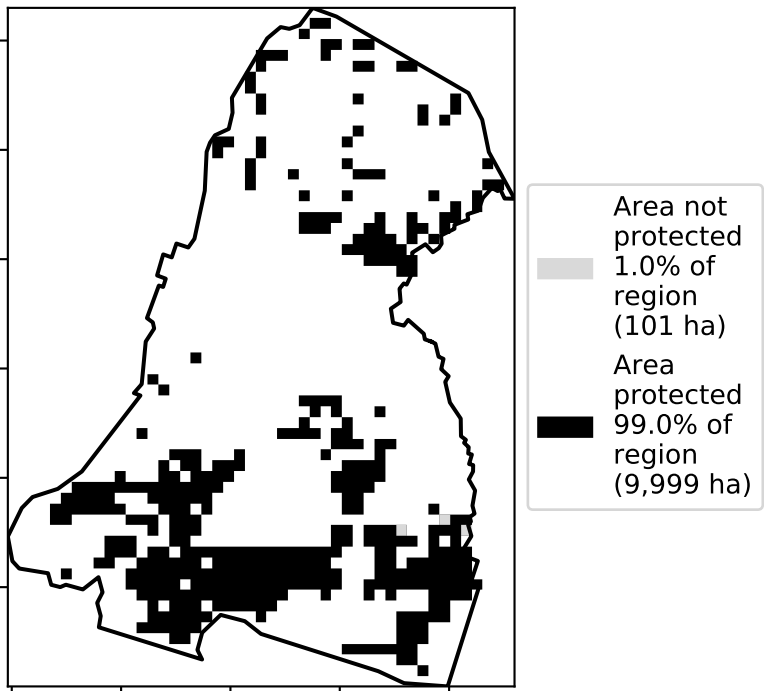 Area not
protected
1.0% of
region
(101 ha)
Area
protected
99.0% of
region
(9,999 ha)